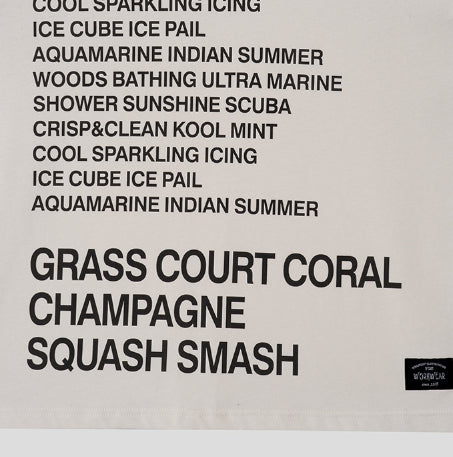 COOL SPARKLING ICING
ICE CUBE ICE PAIL
AQUAMARINE INDIAN SUMMER
WOODS BATHING ULTRA MARINE
SHOWER SUNSHINE SCUBA
CRISP&CLEAN KOOL MINT
COOL SPARKLING ICING
ICE CUBE ICE PAIL
AQUAMARINE INDIAN SUMMER
GRASS COURT CORAL
CHAMPAGNE
SQUASH SMASH
WORKWEAR